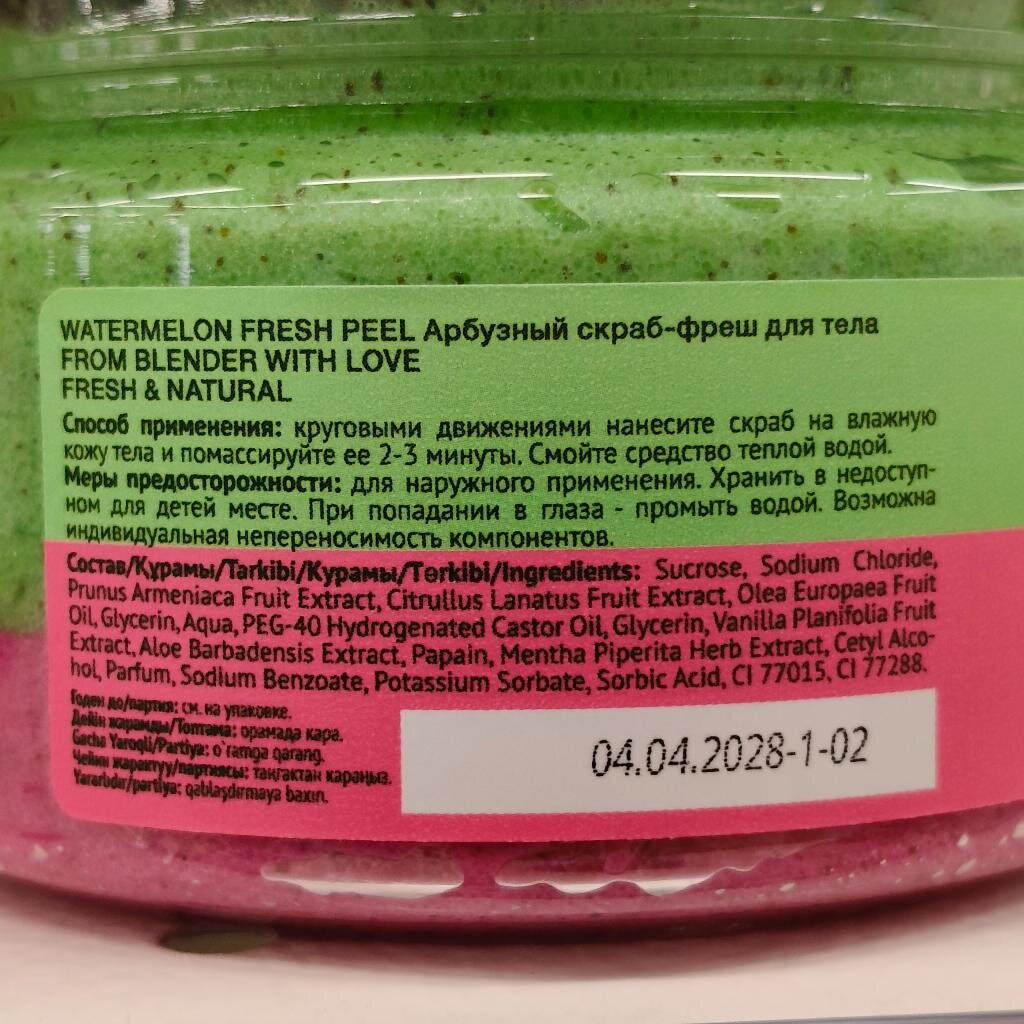 WATERMELON FRESH PEEL Арбузный скраб-фреш для тела
FROM BLENDER WITH LOVE
FRESH & NATURAL
Способ применения: круговыми движениями нанесите скраб на влажную
кожу тела и помассируйте ее 2-3 минуты. Смойте средство теплой водой.
Меры предосторожности: для наружного применения. Хранить в недоступ-
ном для детей месте. При попадании в глаза - промыть водой. Возможна
индивидуальная непереносимость компонентов.
Состав/Құрамы/Tarkibi/Курамы/Tərkibi/Ingredients: Sucrose, Sodium Chloride,
Prunus Armeniaca Fruit Extract, Citrullus Lanatus Fruit Extract, Olea Europaea Fruit
Oil, Glycerin, Aqua, PEG-40 Hydrogenated Castor Oil, Glycerin, Vanilla Planifolia Fruit
Extract, Aloe Barbadensis Extract, Papain, Mentha Piperita Herb Extract, Cetyl Alco-
hol, Parfum, Sodium Benzoate, Potassium Sorbate, Sorbic Acid, CI 77015, CI 77288.
Годен до/партия: см. на упаковке.
Дейін жарамды/Топтама: орамада кара.
Gacha Yaroqli/Partiya: o`ramga qarang.
Чейин жарактуу/партиясы: таңгактан караңыз.
Yararlıdır/partiya: qablaşdırmaya baxın.
04.04.2028-1-02